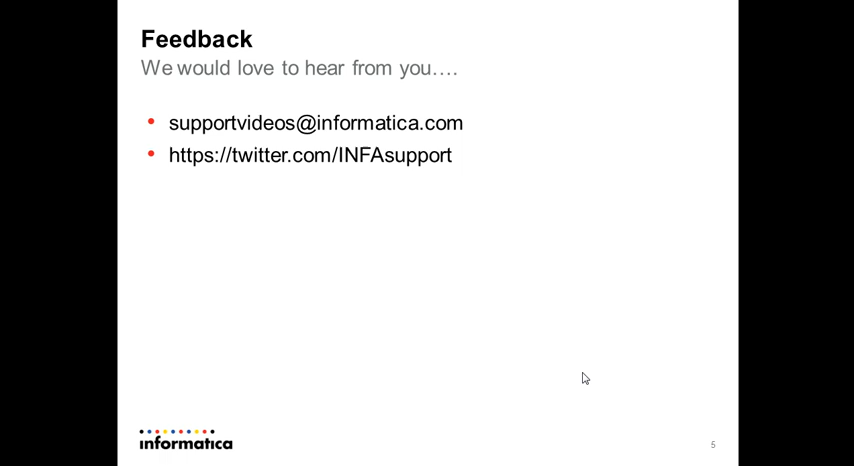 Feedback
We would love to hear from you….
• supportvideos@informatica.com
• https://twitter.com/INFAsupport
informatica
5